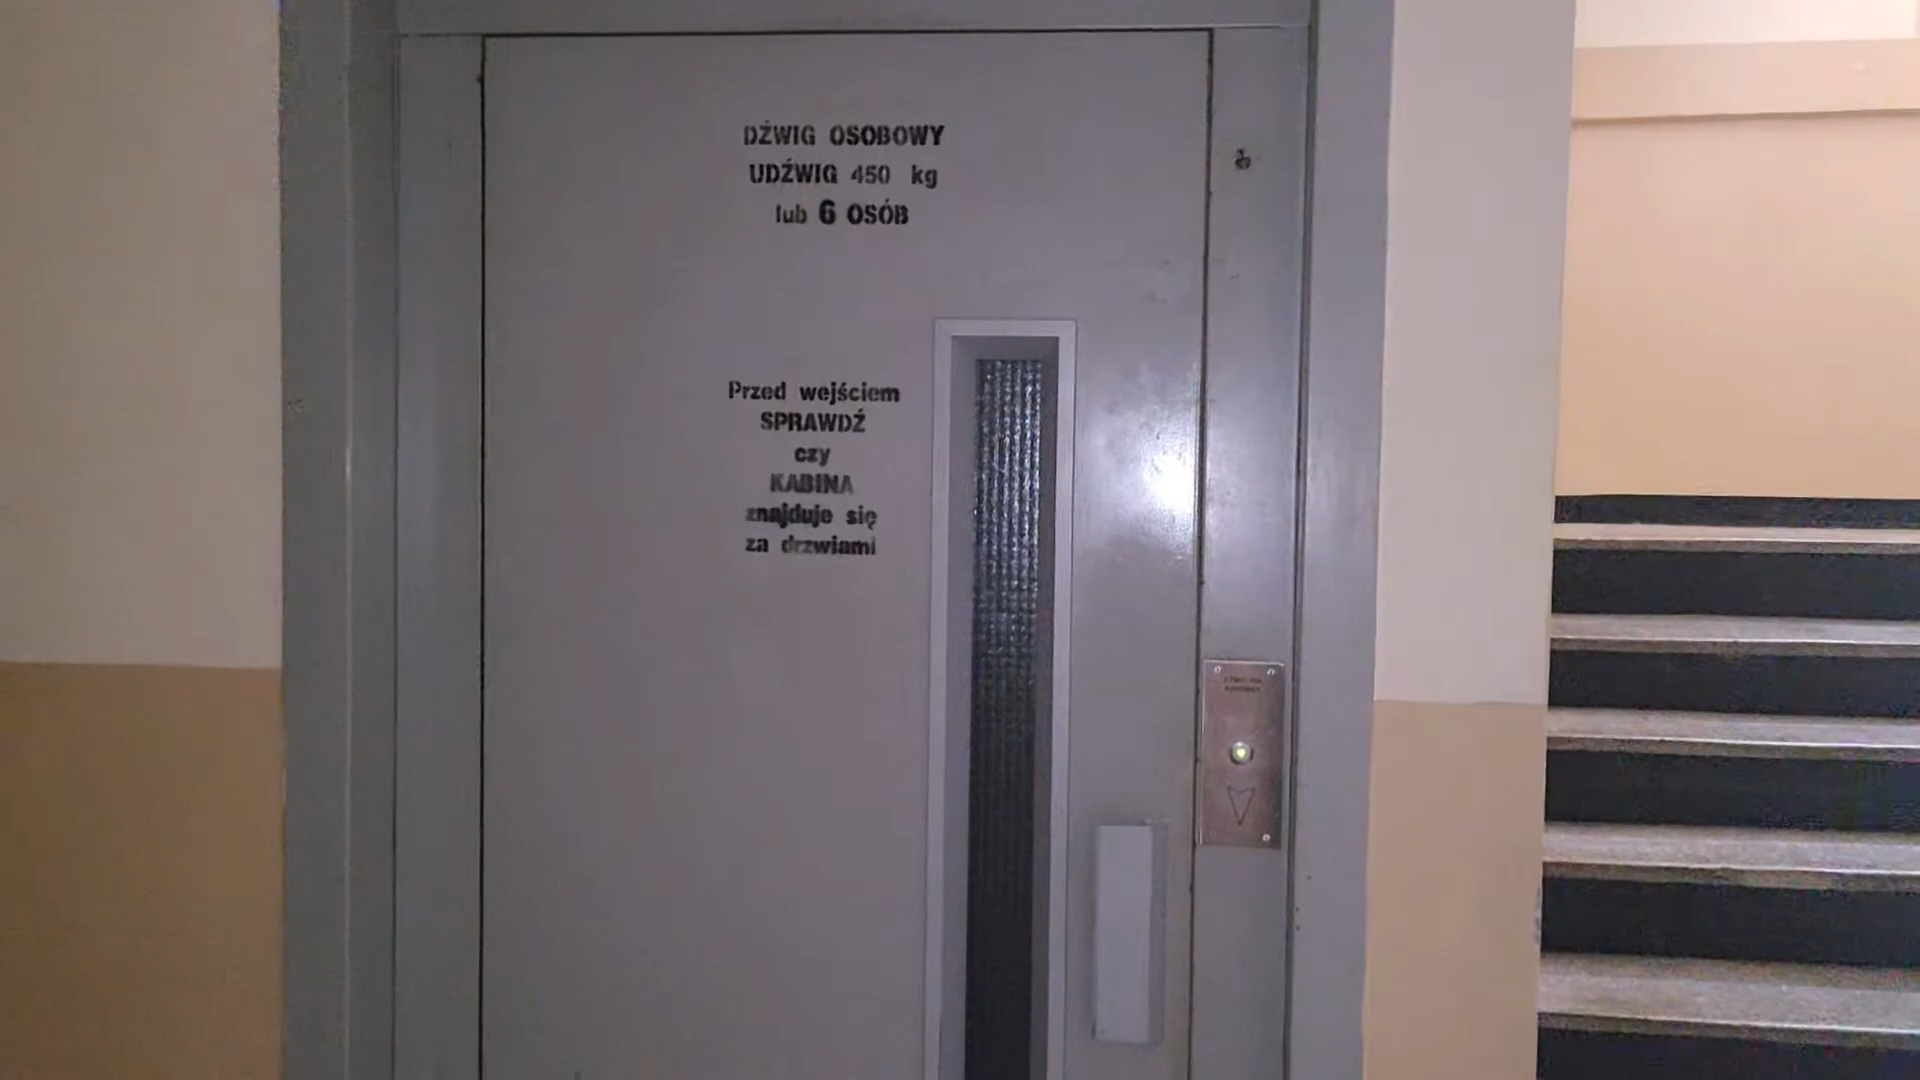 DŹWIG OSOBOWY
UDŹWIG 450 kg
lub 6 OSÓB
Przed wejściem
SPRAWDŹ
czy
KABINA
znajduje się
za drzwiami